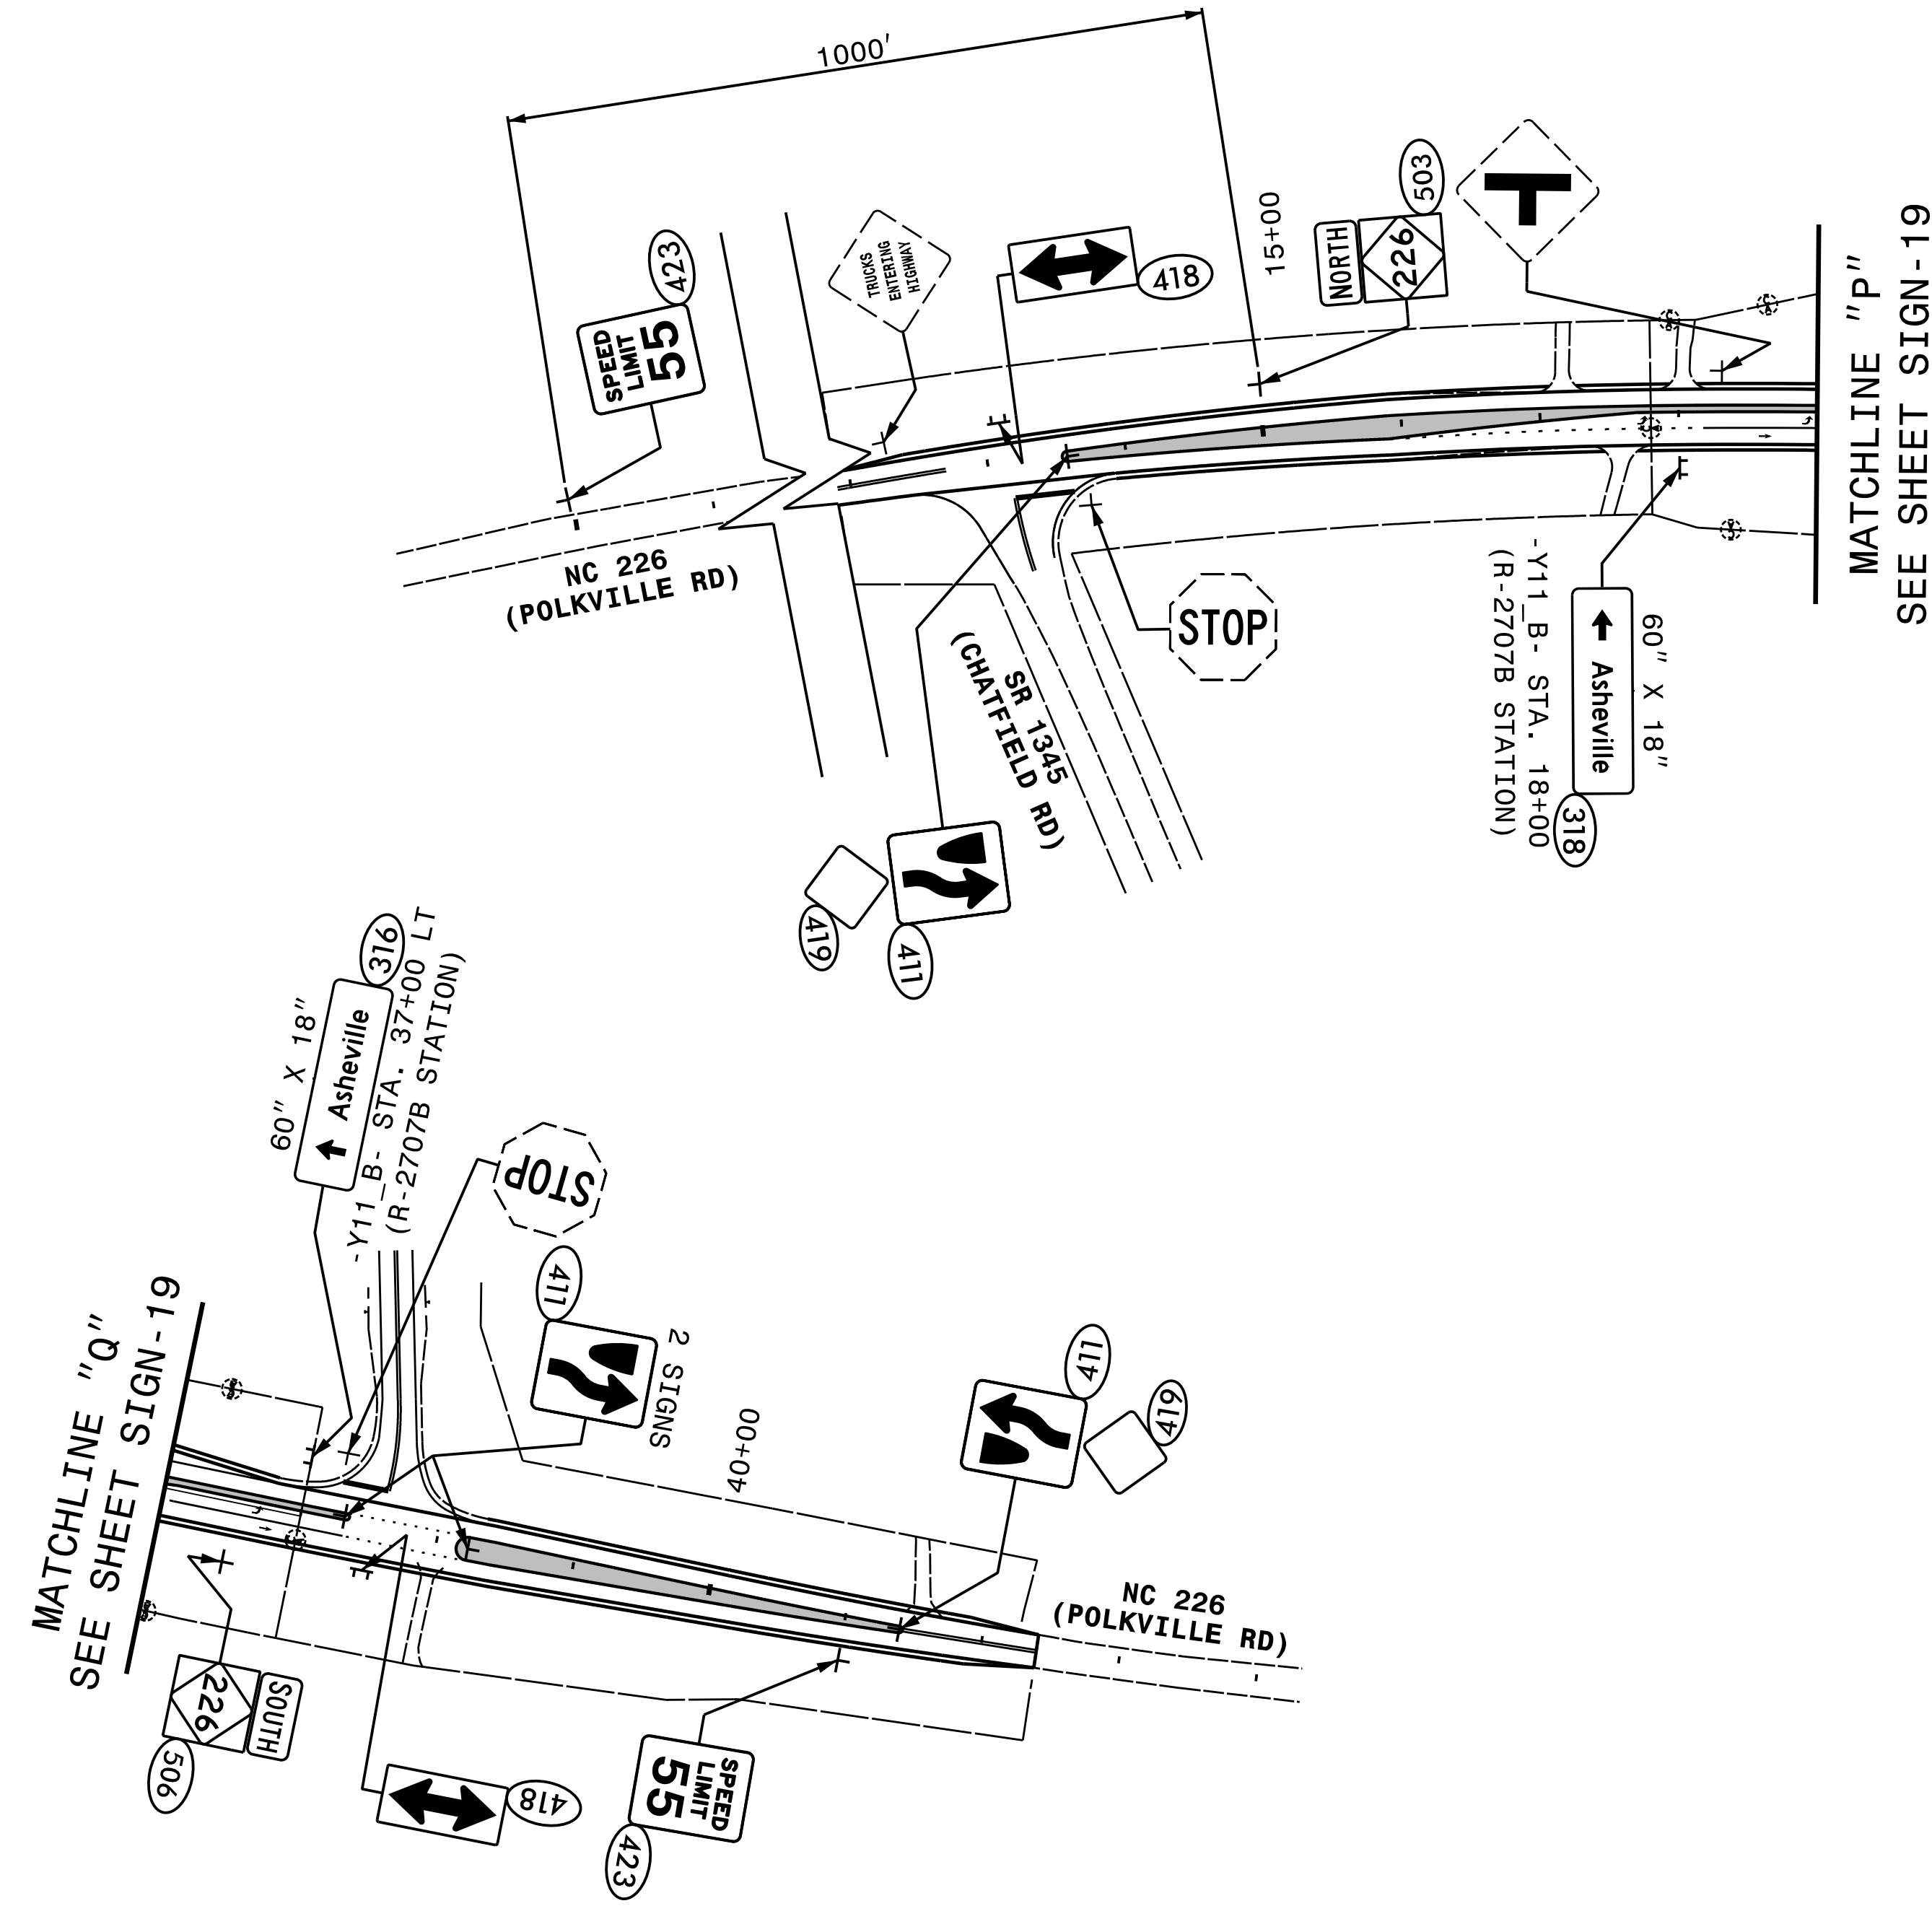 1000'
423
SPEED
LIMIT
55
TRUCKS
ENTERING
HIGHWAY
418
15+00
503
NORTH
226
MATCHLINE "P"
SEE SHEET SIGN-19
NC 226
(POLKVILLE RD)
SR 1345
(CHATFIELD RD)
STOP
-Y11_B- STA. 18+00
(R-2707B STATION)
Asheville
60" X 18"
318
419
411
316
60" X 18"
Asheville
-Y11_B- STA. 37+00 LT
(R-2707B STATION)
STOP
411
2 SIGNS
MATCHLINE "Q"
SEE SHEET SIGN-19
40+00
411
419
NC 226
(POLKVILLE RD)
226
SOUTH
506
418
SPEED
LIMIT
55
423